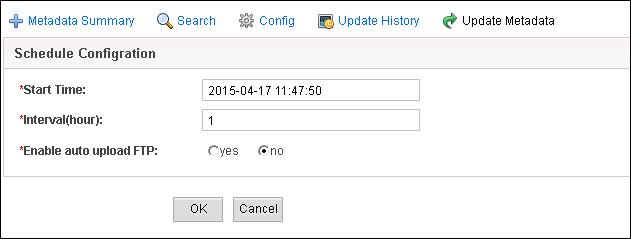 Metadata Summary Search Config Update History Update Metadata
Schedule Configration
*Start Time: 2015-04-17 11:47:50
*Interval(hour): 1
*Enable auto upload FTP: yes no
OK Cancel